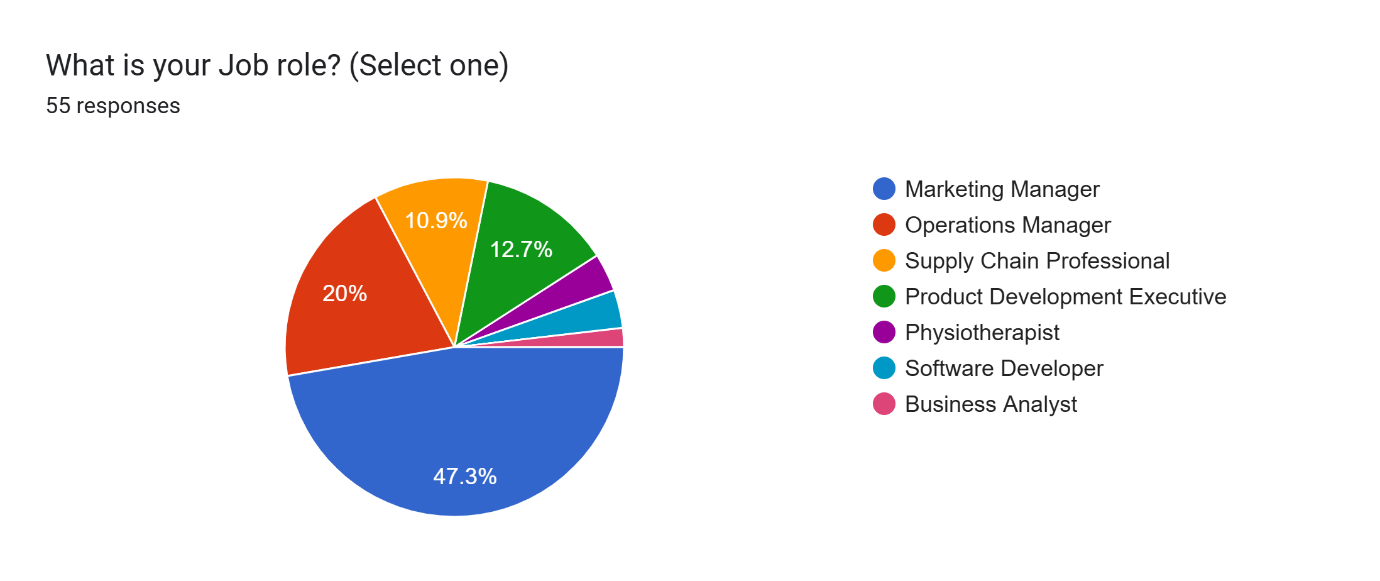 What is your Job role? (Select one)
55 responses
10.9%
12.7%
20%
47.3%
Marketing Manager
Operations Manager
Supply Chain Professional
Product Development Executive
Physiotherapist
Software Developer
Business Analyst